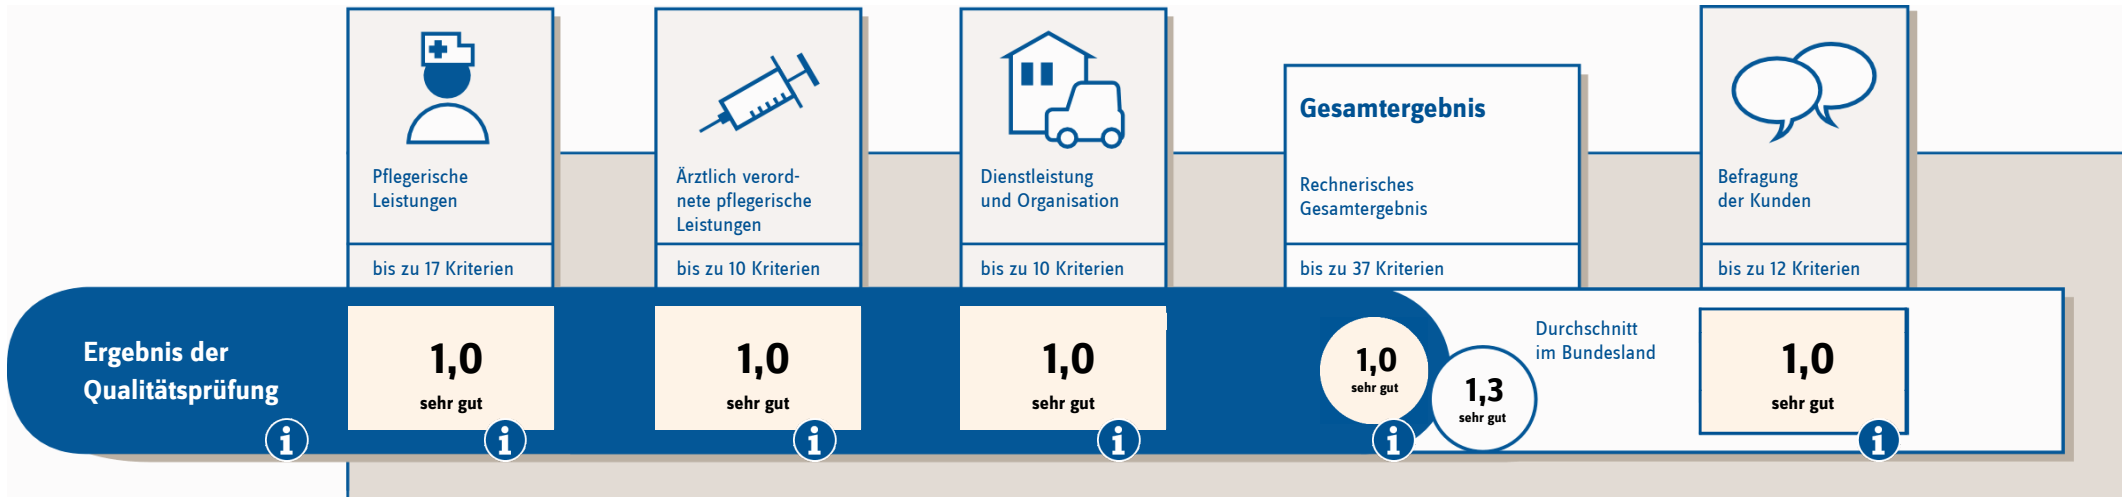 Pflegerische
Leistungen
bis zu 17 Kriterien
Ärztlich verord-
nete pflegerische
Leistungen
bis zu 10 Kriterien
Dienstleistung
und Organisation
bis zu 10 Kriterien
Gesamtergebnis
Rechnerisches
Gesamtergebnis
bis zu 37 Kriterien
Befragung
der Kunden
bis zu 12 Kriterien
Ergebnis der
Qualitätsprüfung
i
1,0
sehr gut
i
1,0
sehr gut
i
1,0
sehr gut
i
1,0
sehr gut
i
1,3
sehr gut
Durchschnitt
im Bundesland
1,0
sehr gut
i